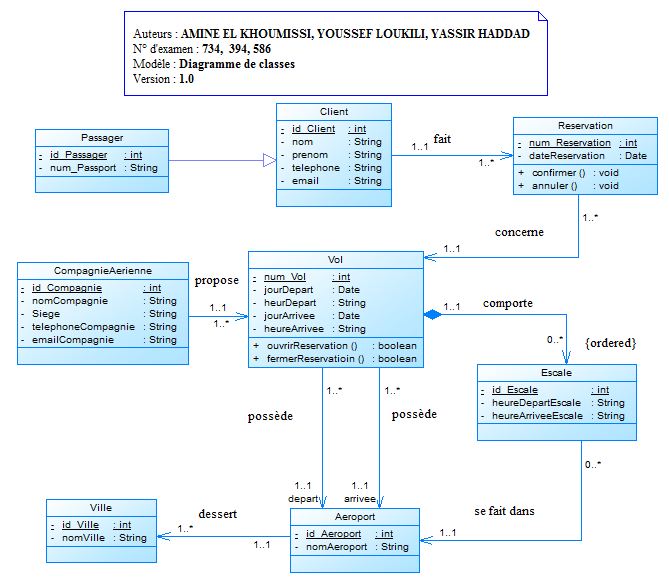 Auteurs : AMINE EL KHOUMISSI, YOUSSEF LOUKILI, YASSIR HADDAD
N° d'examen : 734, 394, 586
Modèle : Diagramme de classes
Version : 1.0
Client
- id_Client : int
- nom : String
- prenom : String
- telephone : String
- email : String
Passager
- id_Passager : int
- num_Passport : String
fait
1..1
1..*
Reservation
- num_Reservation : int
- dateReservation : Date
+ confirmer () : void
+ annuler () : void
1..*
concerne
1..1
CompagnieAerienne
- id_Compagnie : int
- nomCompagnie : String
- Siege : String
- telephoneCompagnie : String
- emailCompagnie : String
propose
1..1
1..*
Vol
- num_Vol : int
- jourDepart : Date
- heurDepart : String
- jourArrivee : Date
- heureArrivee : String
+ ouvrirReservation () : boolean
+ fermerReservatioin () : boolean
1..1
comporte
0..*
{ordered}
Escale
- id_Escale : int
- heureDepartEscale : String
- heureArriveeEscale : String
1..*
1..*
possède
possède
1..1
depart
1..1
arrivee
0..*
se fait dans
1..1
Ville
- id_Ville : int
- nomVille : String
dessert
1..*
1..1
Aeroport
- id_Aeroport : int
- nomAeroport : String